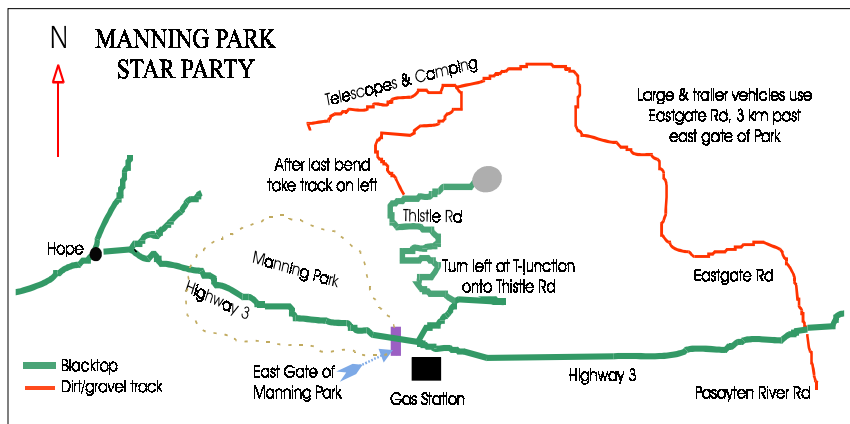 N
MANNING PARK
STAR PARTY
Telescopes & Camping
Large & trailer vehicles use
Eastgate Rd, 3 km past
east gate of Park
After last bend
take track on left
Thistle Rd
Hope
Manning Park
Turn left at T-junction
onto Thistle Rd
Eastgate Rd
Highway 3
Blacktop
Dirt/gravel track
East Gate of
Manning Park
Gas Station
Highway 3
Pasayten River Rd